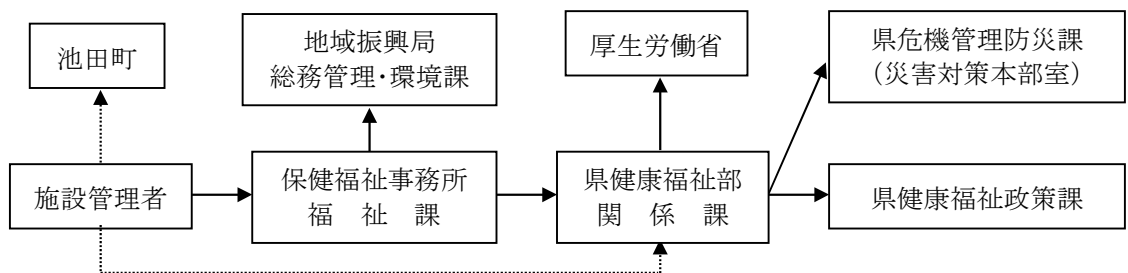 池田町
地域振興局
総務管理・環境課
厚生労働省
県危機管理防災課
（災害対策本部室）
施設管理者
保健福祉事務所
福　祉　課
県健康福祉部
関　係　課
県健康福祉政策課